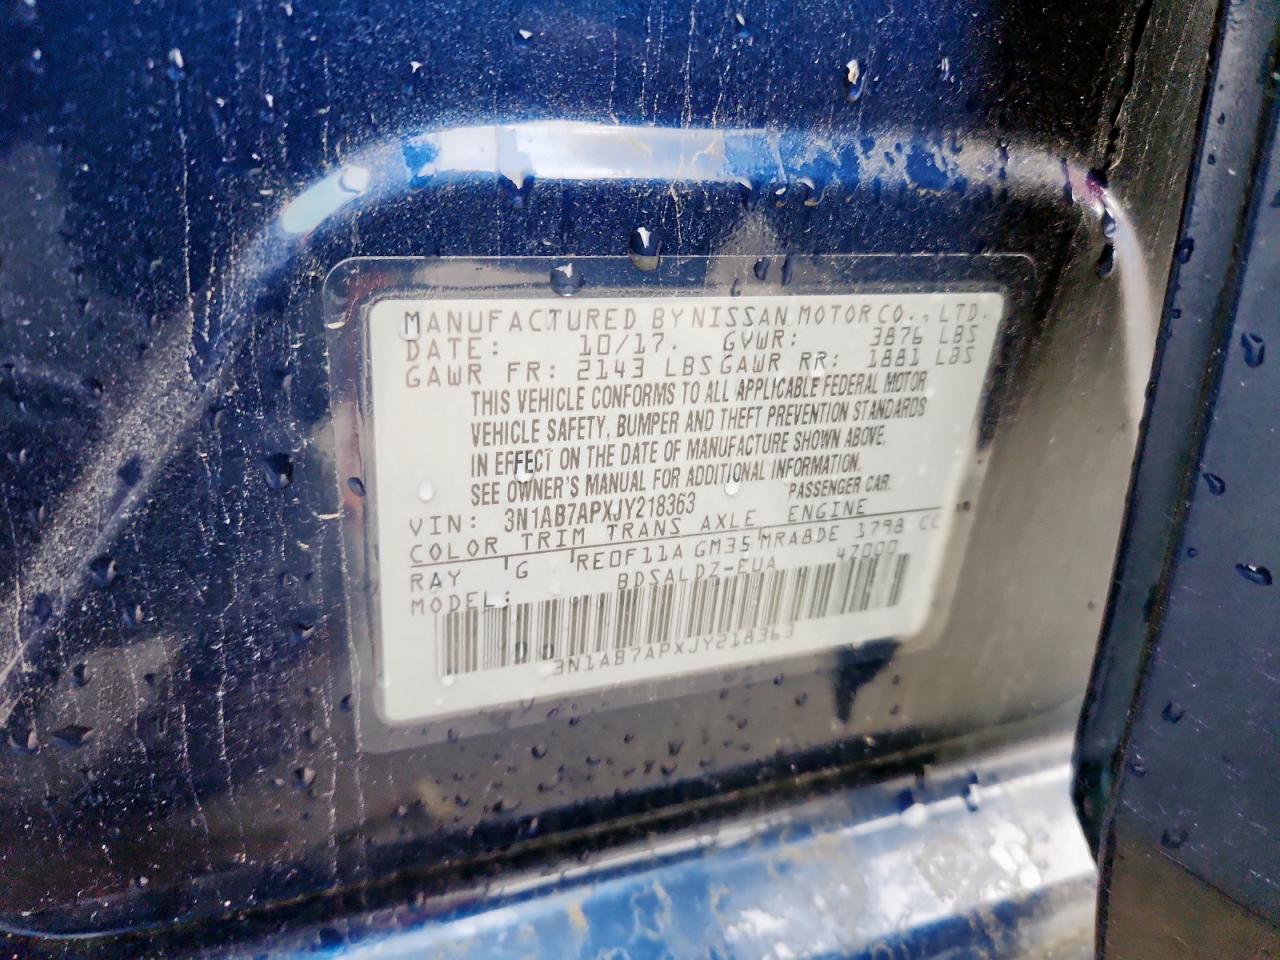 MANUFACTURED BY NISSAN MOTOR CO., LTD.
DATE: 10/17. GVWR: 3876 LBS
GAWR FR: 2143 LBS GAWR RR: 1881 LBS
THIS VEHICLE CONFORMS TO ALL APPLICABLE FEDERAL MOTOR
VEHICLE SAFETY, BUMPER AND THEFT PREVENTION STANDARDS
IN EFFECT ON THE DATE OF MANUFACTURE SHOWN ABOVE.
SEE OWNER'S MANUAL FOR ADDITIONAL INFORMATION.
VIN: 3N1AB7APXJY218363 PASSENGER CAR.
COLOR TRIM TRANS AXLE ENGINE
RAY G RE0F11A GM35 MRA8DE 1798 CC
MODEL: BDSALDZ-EUA 47000
3N1AB7APXJY218363